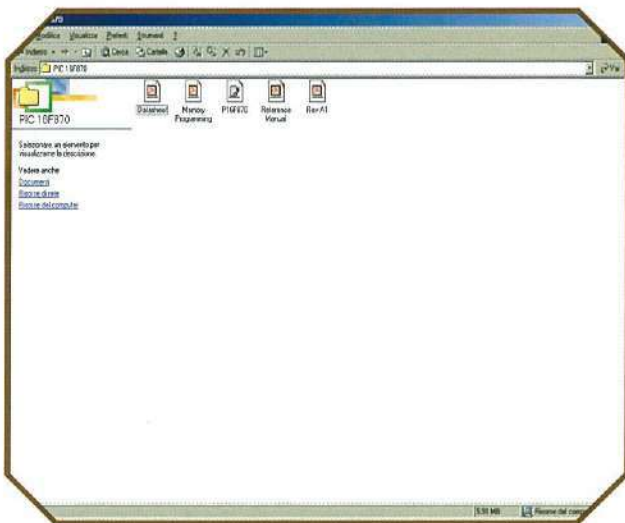 Modifica Visualizza Preferiti Strumenti ?
Indietro Cerca Cartelle
Indirizzo PIC 16F870 Vai
Datasheet Memory Programming P16F870 Reference Manual Rev A1
PIC 16F870
Selezionare un elemento per
visualizzarne la descrizione.
Vedere anche
Documenti
Risorse di rete
Risorse del computer
5,90 MB Risorse del comp